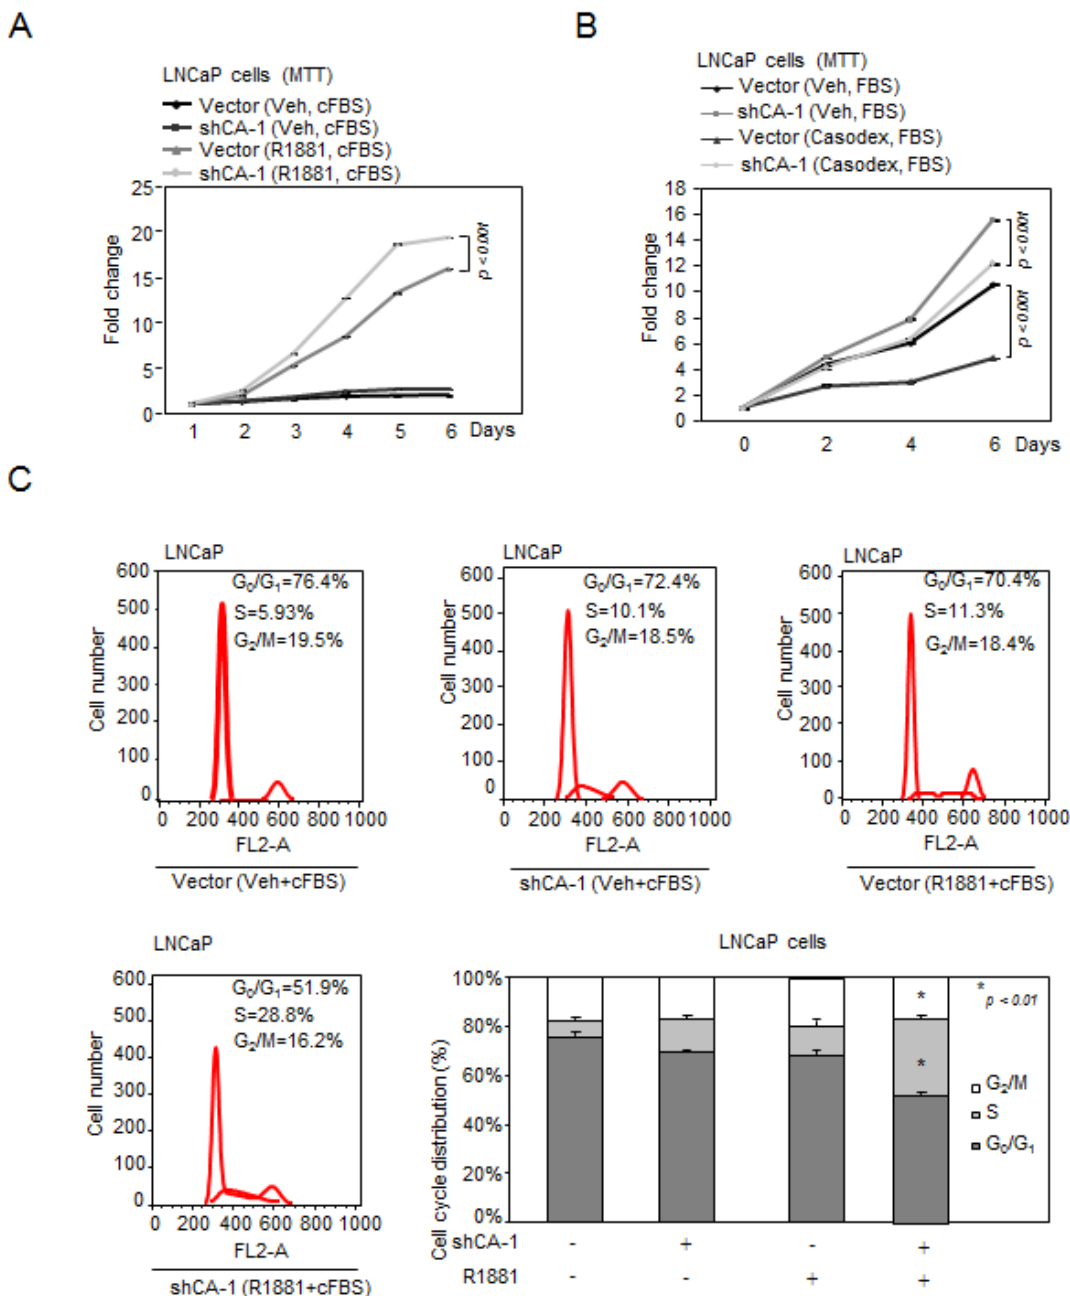 A
LNCaP cells (MTT)
Vector (Veh, cFBS)
shCA-1 (Veh, cFBS)
Vector (R1881, cFBS)
shCA-1 (R1881, cFBS)
Fold change
25
20
15
10
5
0
1 2 3 4 5 6 Days
p < 0.001
B
LNCaP cells (MTT)
Vector (Veh, FBS)
shCA-1 (Veh, FBS)
Vector (Casodex, FBS)
shCA-1 (Casodex, FBS)
Fold change
18
16
14
12
10
8
6
4
2
0
0 2 4 6 Days
p < 0.001
p < 0.001
C
LNCaP
G0/G1=76.4%
S=5.93%
G2/M=19.5%
Cell number
600
500
400
300
200
100
0
0 200 400 600 800 1000
FL2-A
Vector (Veh+cFBS)
LNCaP
G0/G1=72.4%
S=10.1%
G2/M=18.5%
Cell number
600
500
400
300
200
100
0
0 200 400 600 800 1000
FL2-A
shCA-1 (Veh+cFBS)
LNCaP
G0/G1=70.4%
S=11.3%
G2/M=18.4%
Cell number
600
500
400
300
200
100
0
0 200 400 600 800 1000
FL2-A
Vector (R1881+cFBS)
LNCaP
G0/G1=51.9%
S=28.8%
G2/M=16.2%
Cell number
600
500
400
300
200
100
0
0 200 400 600 800 1000
FL2-A
shCA-1 (R1881+cFBS)
LNCaP cells
Cell cycle distribution (%)
100%
80%
60%
40%
20%
0%
*
*
* p < 0.01
G2/M
S
G0/G1
shCA-1 - + - +
R1881 - - + +